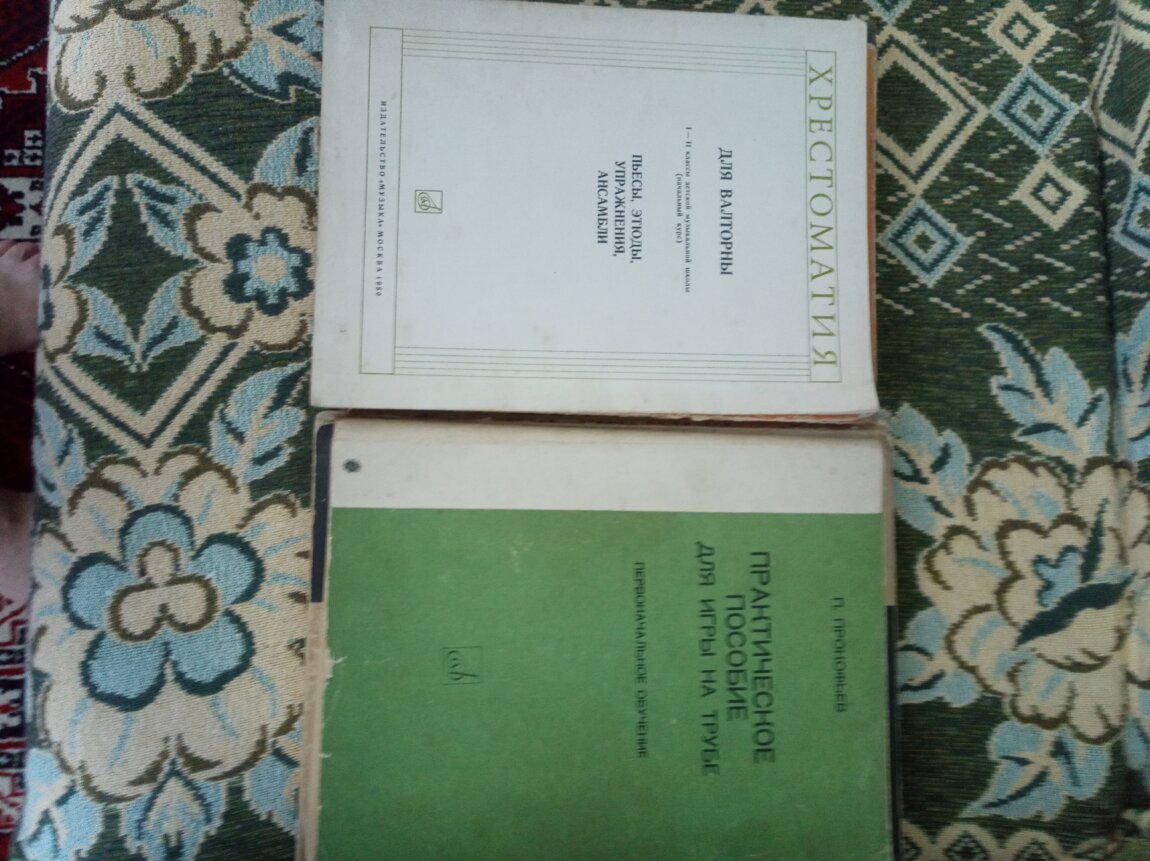 ХРЕСТОМАТИЯ
ДЛЯ ВАЛТОРНЫ
I—II классы детской музыкальной школы
(начальный курс)
ПЬЕСЫ, ЭТЮДЫ,
УПРАЖНЕНИЯ,
АНСАМБЛИ
ИЗДАТЕЛЬСТВО «МУЗЫКА» МОСКВА 1980
П. ПРОКОФЬЕВ
ПРАКТИЧЕСКОЕ
ПОСОБИЕ
ДЛЯ ИГРЫ НА ТРУБЕ
ПЕРВОНАЧАЛЬНОЕ ОБУЧЕНИЕ